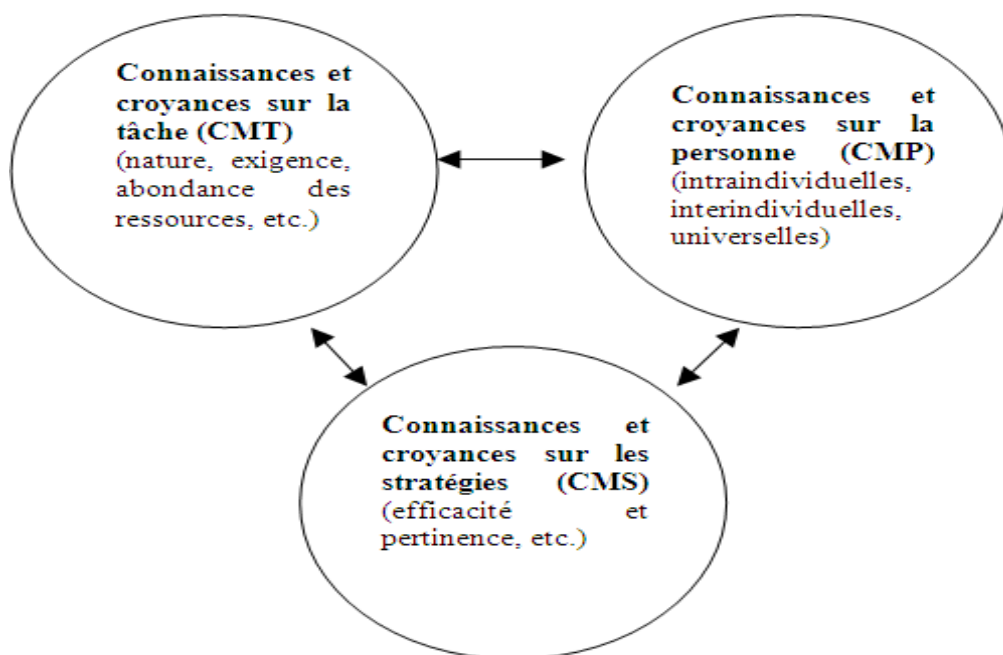 Connaissances et
croyances sur la
tâche (CMT)
(nature, exigence,
abondance des
ressources, etc.)
Connaissances et
croyances sur la
personne (CMP)
(intraindividuelles,
interindividuelles,
universelles)
Connaissances et
croyances sur les
stratégies (CMS)
(efficacité et
pertinence, etc.)